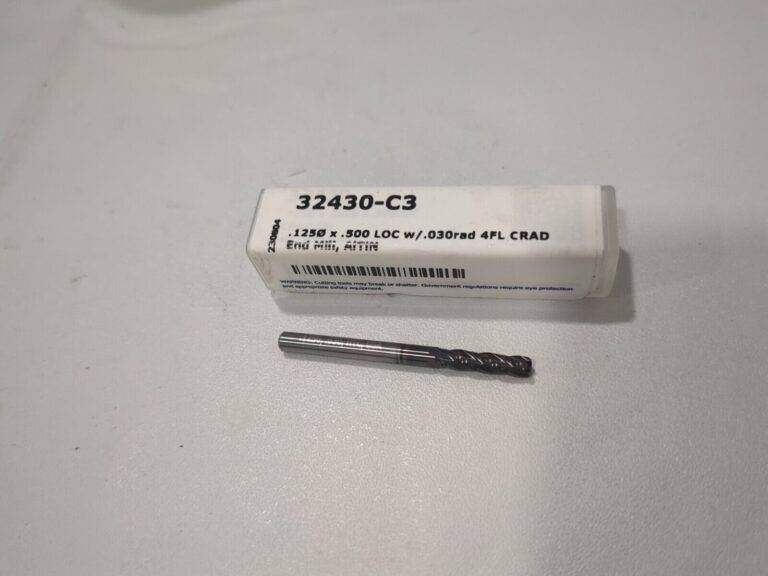 32430-C3
230804
.125Ø x .500 LOC w/.030rad 4FL CRAD
End Mill, AlTiN
WARNING: Cutting tools may break or shatter. Government regulations require eye protection
and appropriate safety equipment.